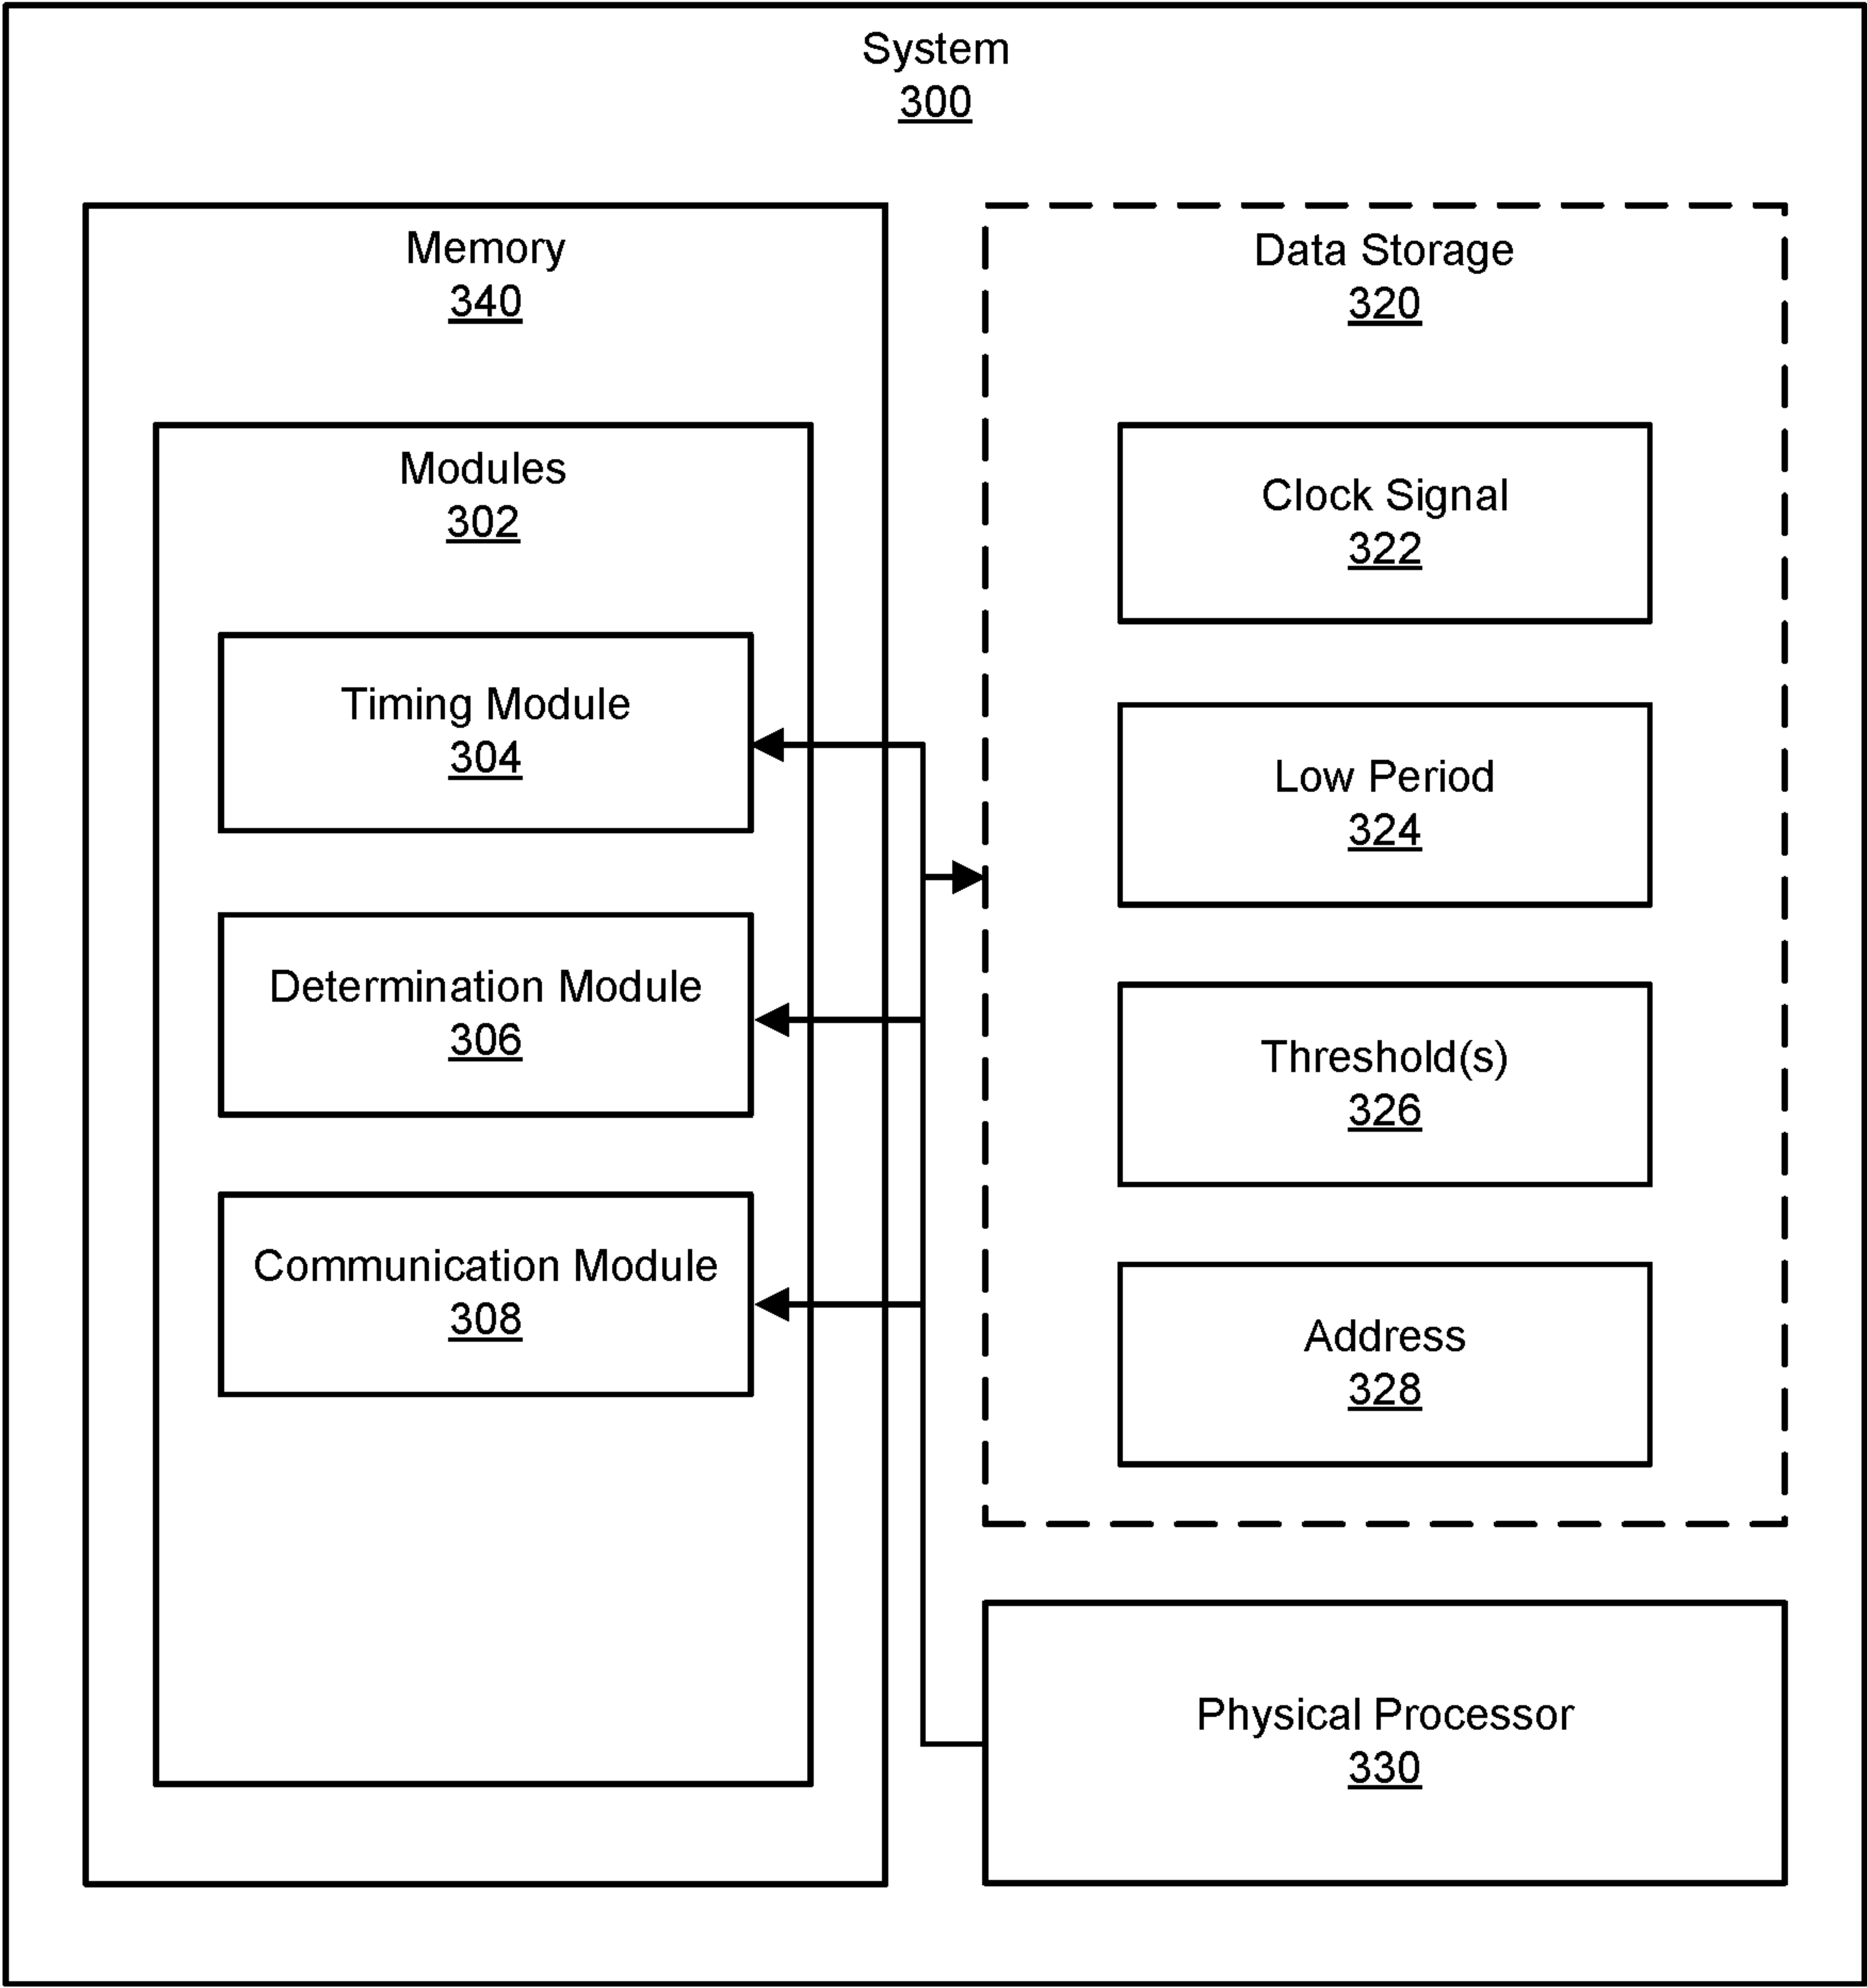 System
300
Memory
340
Modules
302
Timing Module
304
Determination Module
306
Communication Module
308
Data Storage
320
Clock Signal
322
Low Period
324
Threshold(s)
326
Address
328
Physical Processor
330